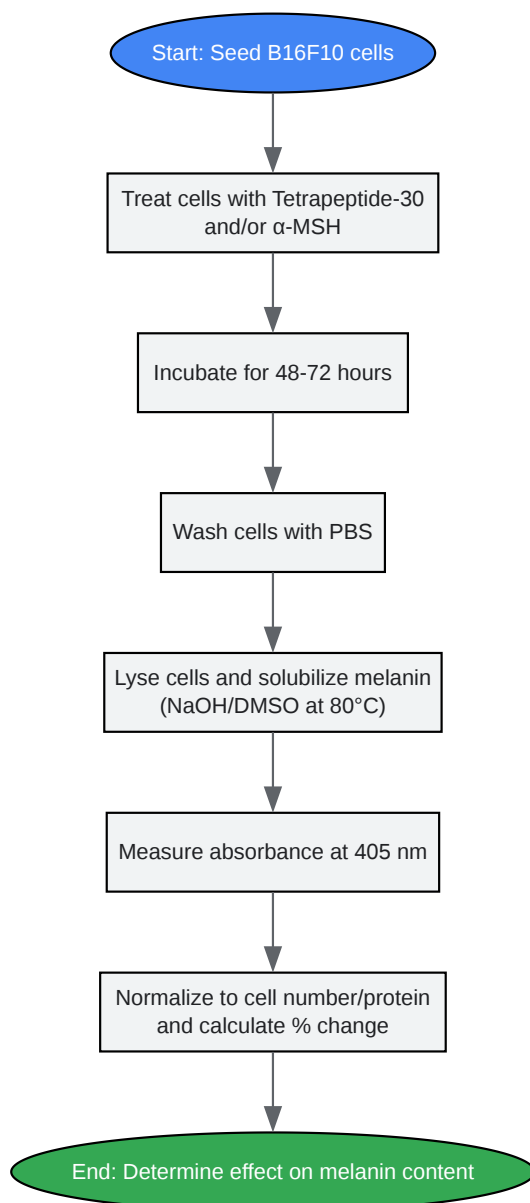 Start: Seed B16F10 cells
Treat cells with Tetrapeptide-30
and/or α-MSH
Incubate for 48-72 hours
Wash cells with PBS
Lyse cells and solubilize melanin
(NaOH/DMSO at 80°C)
Measure absorbance at 405 nm
Normalize to cell number/protein
and calculate % change
End: Determine effect on melanin content